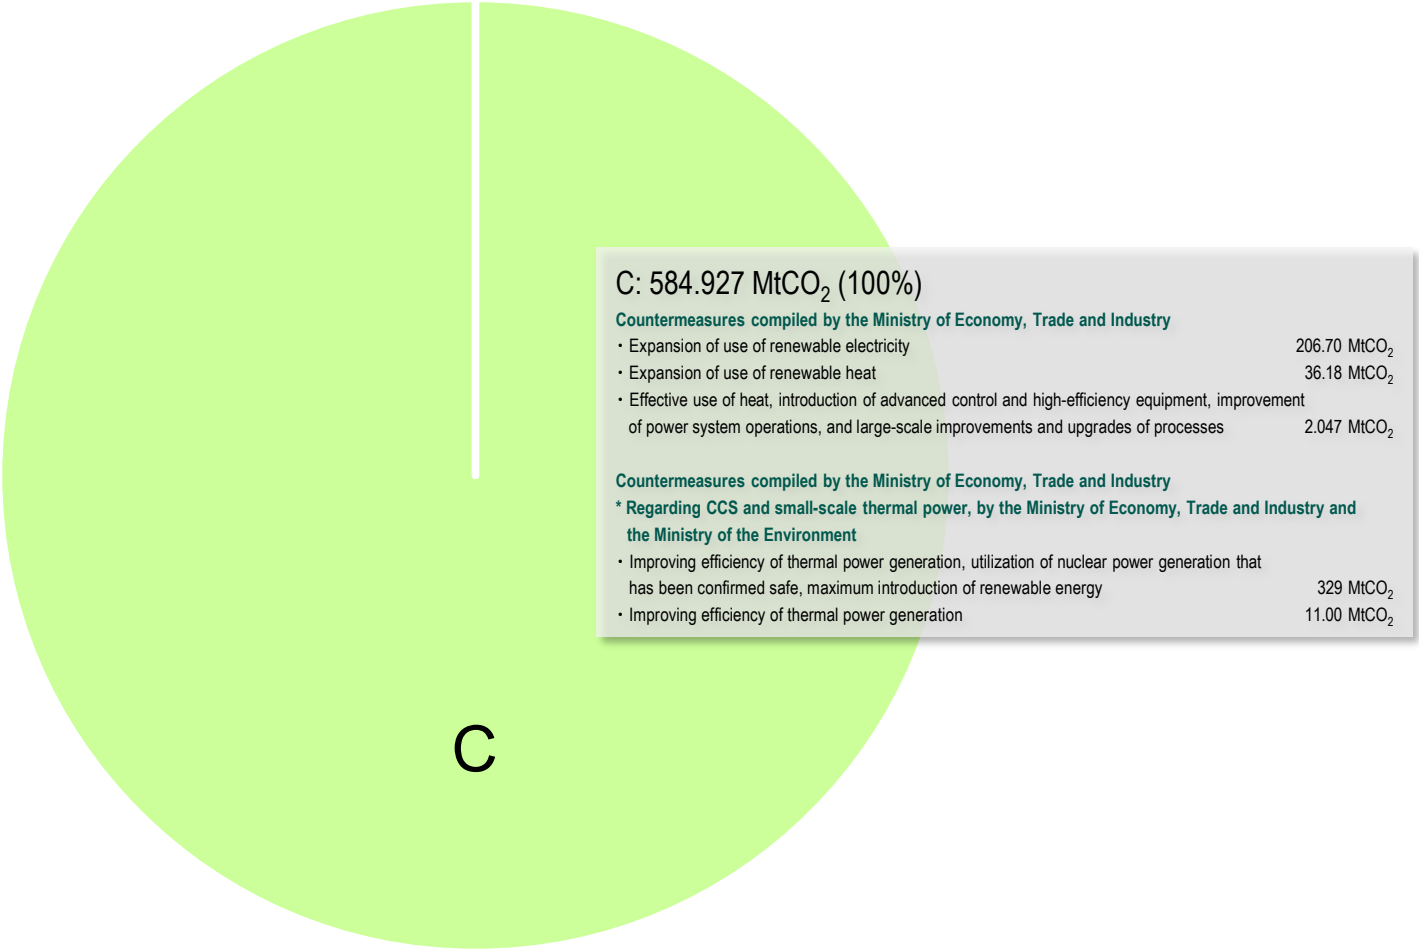 C: 584.927 MtCO₂ (100%)
Countermeasures compiled by the Ministry of Economy, Trade and Industry
・Expansion of use of renewable electricity 206.70 MtCO₂
・Expansion of use of renewable heat 36.18 MtCO₂
・Effective use of heat, introduction of advanced control and high-efficiency equipment, improvement
of power system operations, and large-scale improvements and upgrades of processes 2.047 MtCO₂
Countermeasures compiled by the Ministry of Economy, Trade and Industry
* Regarding CCS and small-scale thermal power, by the Ministry of Economy, Trade and Industry and
the Ministry of the Environment
・Improving efficiency of thermal power generation, utilization of nuclear power generation that
has been confirmed safe, maximum introduction of renewable energy 329 MtCO₂
・Improving efficiency of thermal power generation 11.00 MtCO₂
C